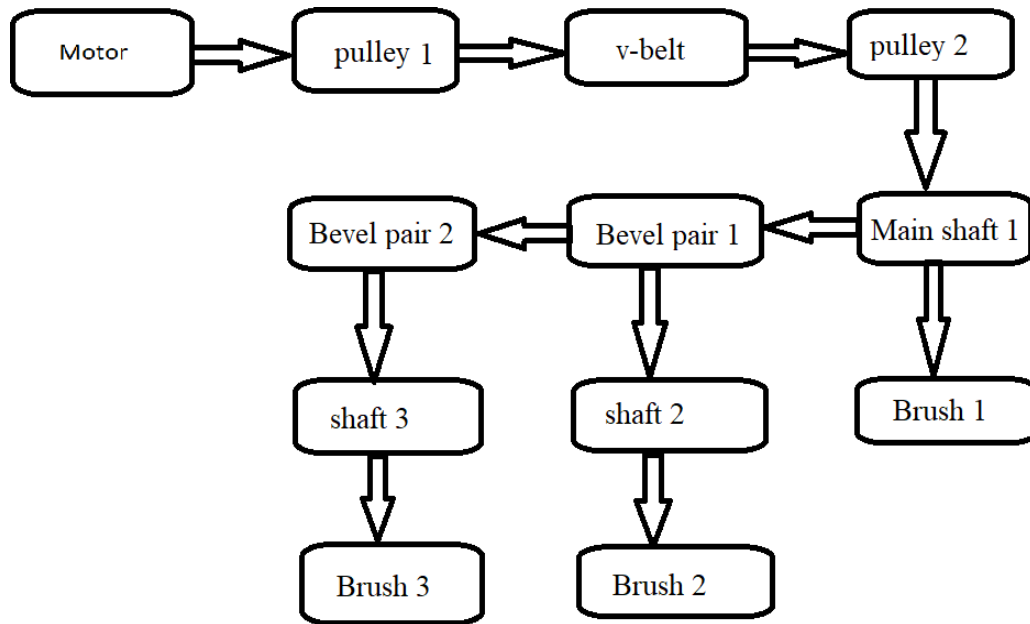 Motor
pulley 1
v-belt
pulley 2
Bevel pair 2
Bevel pair 1
Main shaft 1
shaft 3
shaft 2
Brush 1
Brush 3
Brush 2